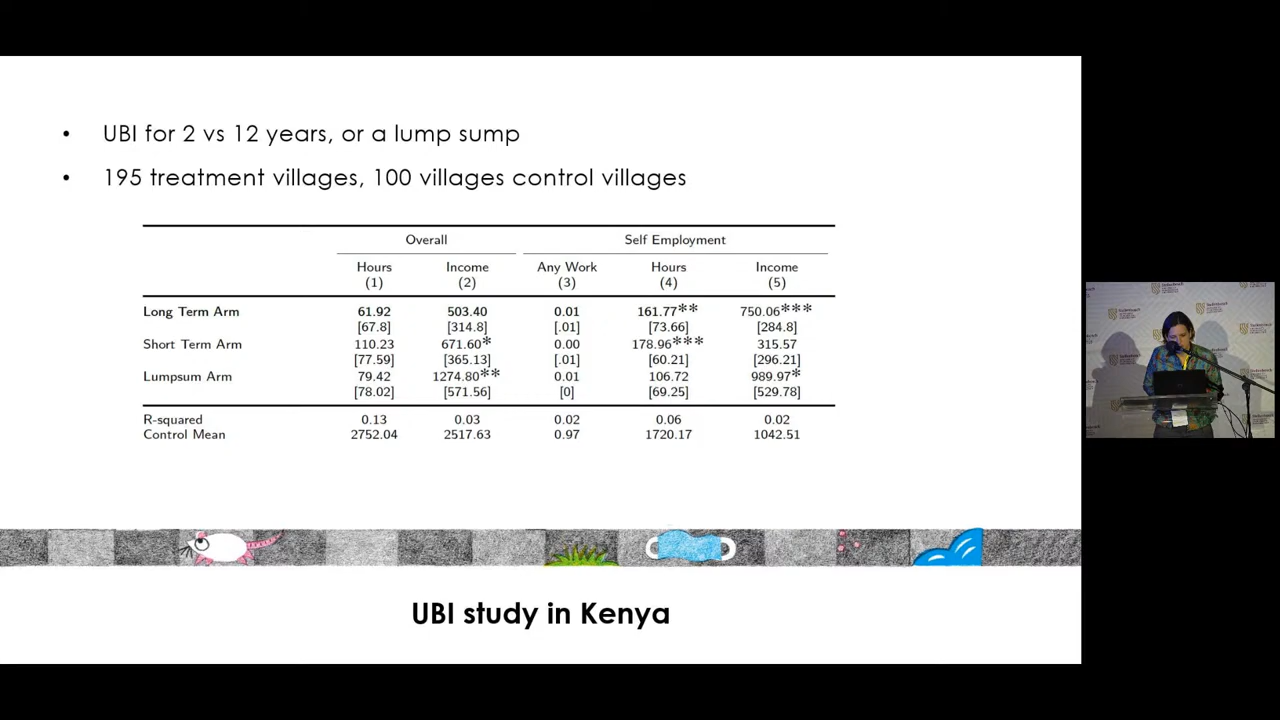 • UBI for 2 vs 12 years, or a lump sump
• 195 treatment villages, 100 villages control villages
Overall Self Employment
Hours Income Any Work Hours Income
(1) (2) (3) (4) (5)
Long Term Arm 61.92 503.40 0.01 161.77** 750.06***
[67.8] [314.8] [.01] [73.66] [284.8]
Short Term Arm 110.23 671.60* 0.00 178.96*** 315.57
[77.59] [365.13] [.01] [60.21] [296.21]
Lumpsum Arm 79.42 1274.80** 0.01 106.72 989.97*
[78.02] [571.56] [0] [69.25] [529.78]
R-squared 0.13 0.03 0.02 0.06 0.02
Control Mean 2752.04 2517.63 0.97 1720.17 1042.51
UBI study in Kenya